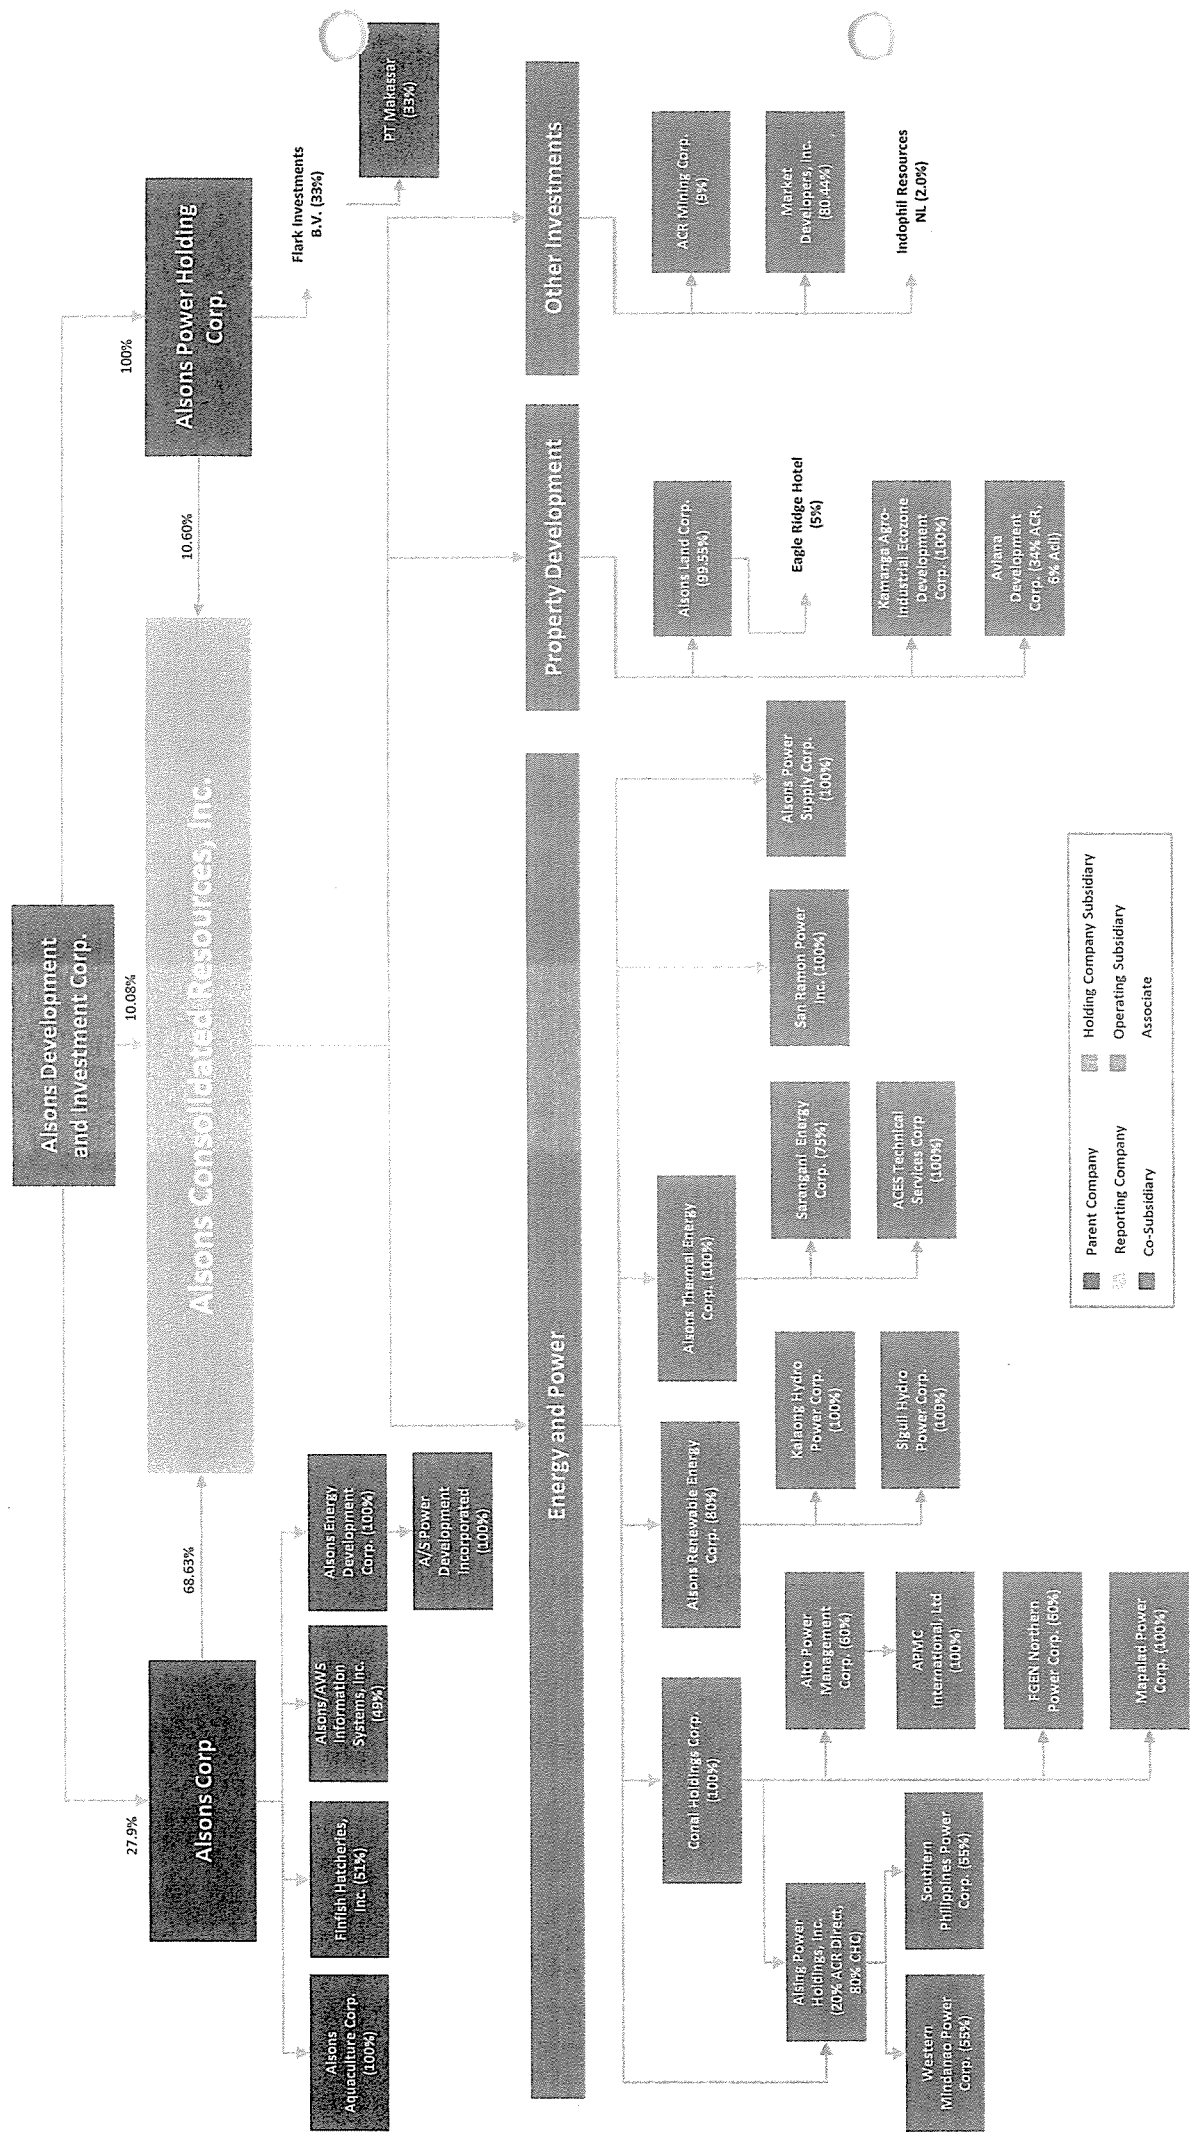 Alsons Development
and Investment Corp.
27.9%
10.08%
100%
Alsons Corp
68.63%
Alsons Consolidated Resources, Inc.
10.60%
Alsons Power Holding
Corp.
Alsons
Aquaculture Corp.
(100%)
Finfish Hatcheries,
Inc. (51%)
Alsons/AWS
Information
Systems, Inc.
(49%)
Alsons Energy
Development
Corp. (100%)
A/S Power
Development
Incorporated
(100%)
Flark Investments
B.V. (33%)
PT Makassar
(33%)
Energy and Power
Property Development
Other Investments
Conal Holdings Corp.
(100%)
Alsons Renewable Energy
Corp. (80%)
Alsons Thermal Energy
Corp. (100%)
Alsing Power
Holdings, Inc.
(20% ACR Direct,
80% CHC)
Western
Mindanao Power
Corp. (55%)
Southern
Philippines Power
Corp. (55%)
Alto Power
Management
Corp. (60%)
APMC
International, Ltd
(100%)
FGEN Northern
Power Corp. (60%)
Mapalad Power
Corp. (100%)
Kalaong Hydro
Power Corp.
(100%)
Siguil Hydro
Power Corp.
(100%)
Sarangani Energy
Corp. (75%)
ACES Technical
Services Corp
(100%)
San Ramon Power
Inc. (100%)
Alsons Power
Supply Corp.
(100%)
Alsons Land Corp.
(99.55%)
Eagle Ridge Hotel
(5%)
Kamanga Agro-
Industrial Ecozone
Development
Corp. (100%)
Aviana
Development
Corp. (34% ACR,
6% Adl)
ACR Mining Corp.
(9%)
Market
Developers, Inc.
(80.44%)
Indophil Resources
NL (2.0%)
Parent Company
Reporting Company
Co-Subsidiary
Holding Company Subsidiary
Operating Subsidiary
Associate